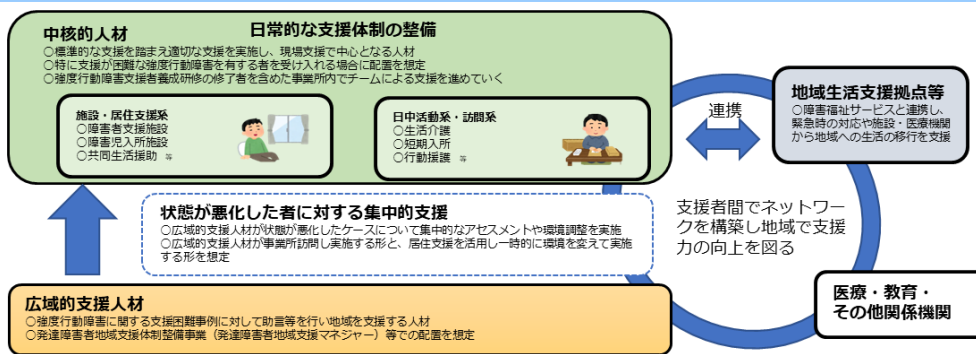 中核的人材
日常的な支援体制の整備
○標準的な支援を踏まえ適切な支援を実施し、現場支援で中心となる人材
○特に支援が困難な強度行動障害を有する者を受け入れる場合に配置を想定
○強度行動障害支援者養成研修の修了者を含めた事業所内でチームによる支援を進めていく
施設・居住支援系
○障害者支援施設
○障害児入所施設
○共同生活援助 等
日中活動系・訪問系
○生活介護
○短期入所
○行動援護 等
連携
地域生活支援拠点等
○障害福祉サービスと連携し、
緊急時の対応や施設・医療機関
から地域への生活の移行を支援
状態が悪化した者に対する集中的支援
○広域的支援人材が状態が悪化したケースについて集中的なアセスメントや環境調整を実施
○広域的支援人材が事業所訪問し実施する形と、居住支援を活用し一時的に環境を変えて実施
する形を想定
支援者間でネットワー
クを構築し地域で支援
力の向上を図る
広域的支援人材
○強度行動障害に関する支援困難事例に対して助言等を行い地域を支援する人材
○発達障害者地域支援体制整備事業（発達障害者地域支援マネジャー）等での配置を想定
医療・教育・
その他関係機関